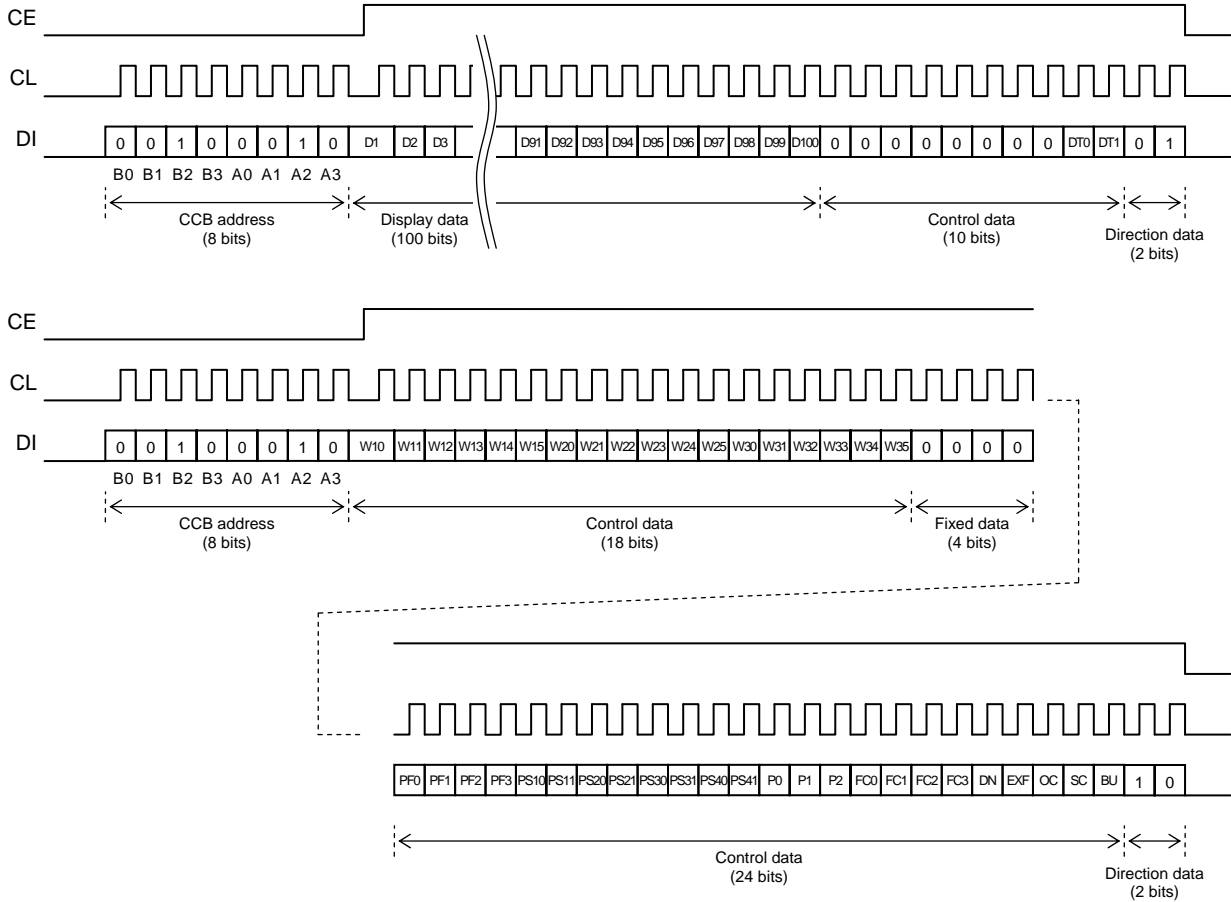 CE
CL
DI 0 0 1 0 0 0 1 0 D1 D2 D3 D91 D92 D93 D94 D95 D96 D97 D98 D99 D100 0 0 0 0 0 0 0 0 DT0 DT1 0 1
B0 B1 B2 B3 A0 A1 A2 A3
CCB address
(8 bits)
Display data
(100 bits)
Control data
(10 bits)
Direction data
(2 bits)
CE
CL
DI 0 0 1 0 0 0 1 0 W10 W11 W12 W13 W14 W15 W20 W21 W22 W23 W24 W25 W30 W31 W32 W33 W34 W35 0 0 0 0
B0 B1 B2 B3 A0 A1 A2 A3
CCB address
(8 bits)
Control data
(18 bits)
Fixed data
(4 bits)
PF0 PF1 PF2 PF3 PS10 PS11 PS20 PS21 PS30 PS31 PS40 PS41 P0 P1 P2 FC0 FC1 FC2 FC3 DN EXF OC SC BU 1 0
Control data
(24 bits)
Direction data
(2 bits)